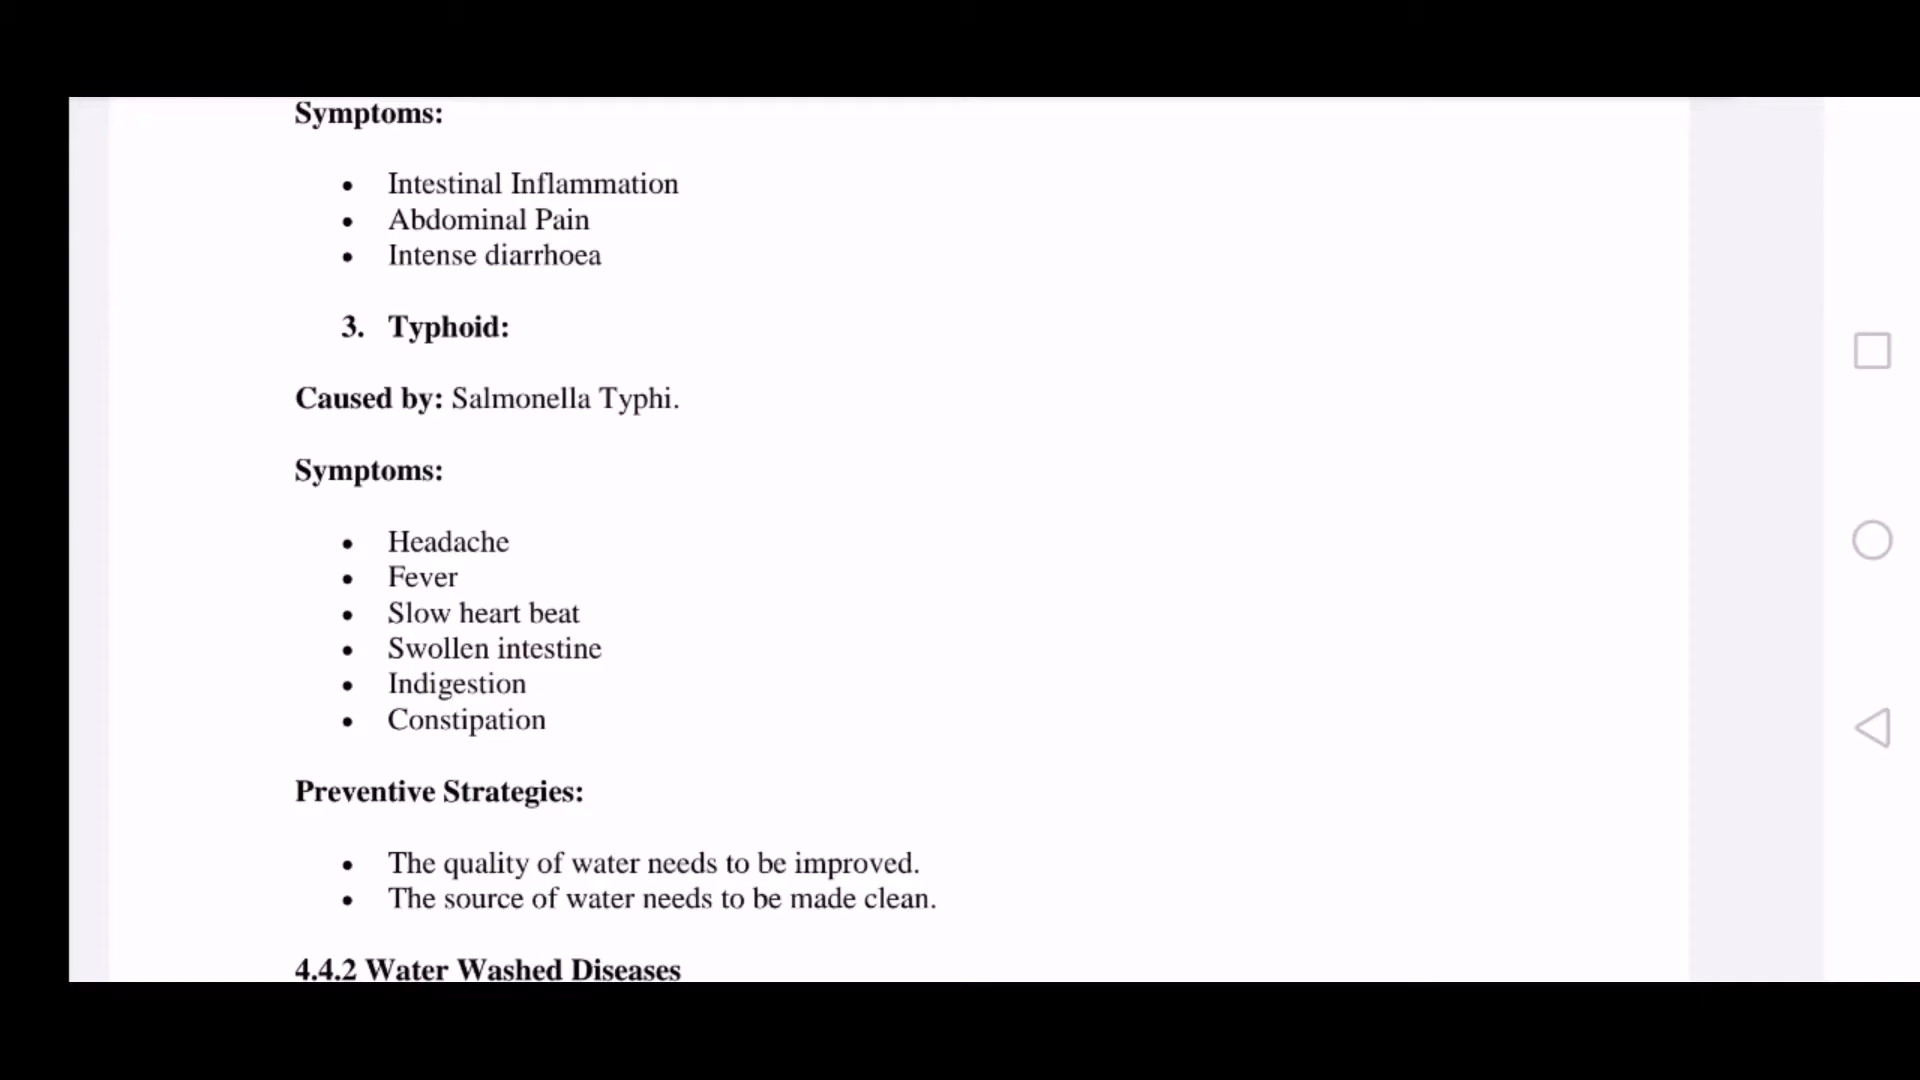 Symptoms:
• Intestinal Inflammation
• Abdominal Pain
• Intense diarrhoea
3. Typhoid:
Caused by: Salmonella Typhi.
Symptoms:
• Headache
• Fever
• Slow heart beat
• Swollen intestine
• Indigestion
• Constipation
Preventive Strategies:
• The quality of water needs to be improved.
• The source of water needs to be made clean.
4.4.2 Water Washed Diseases